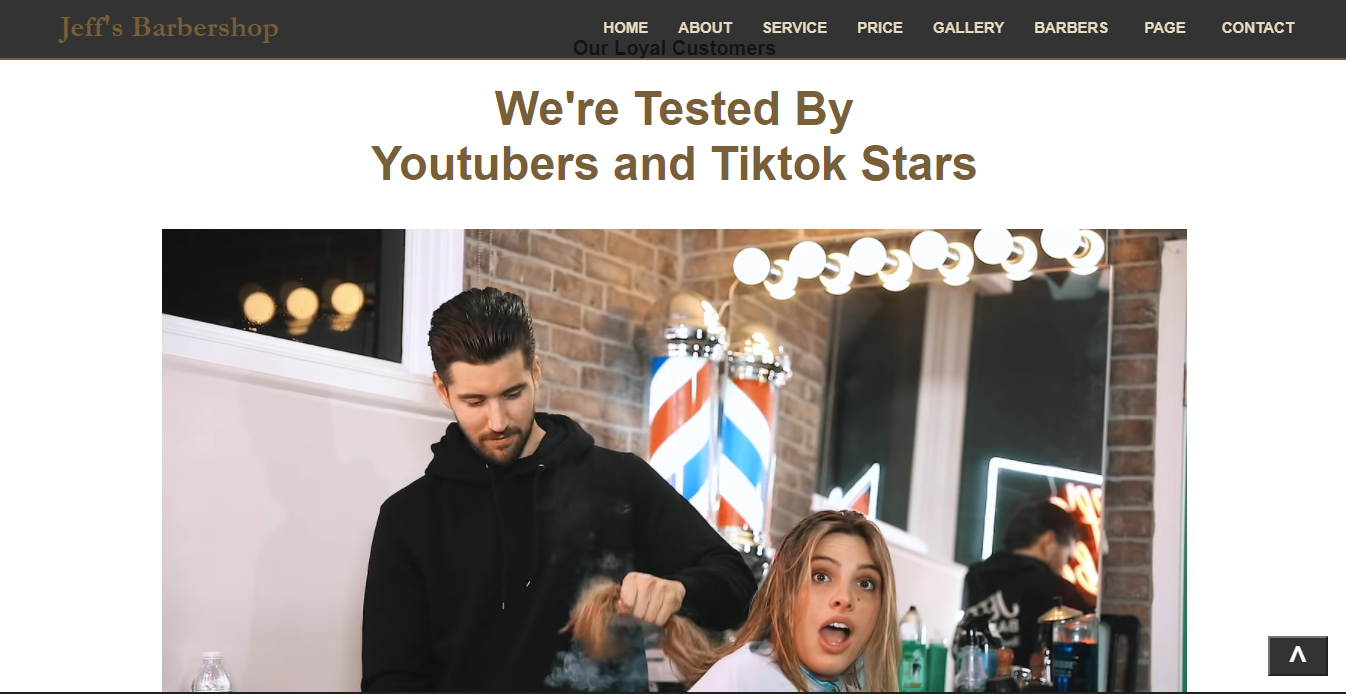 Jeff's Barbershop
HOME ABOUT SERVICE PRICE GALLERY BARBERS PAGE CONTACT
Our Loyal Customers
We're Tested By
Youtubers and Tiktok Stars